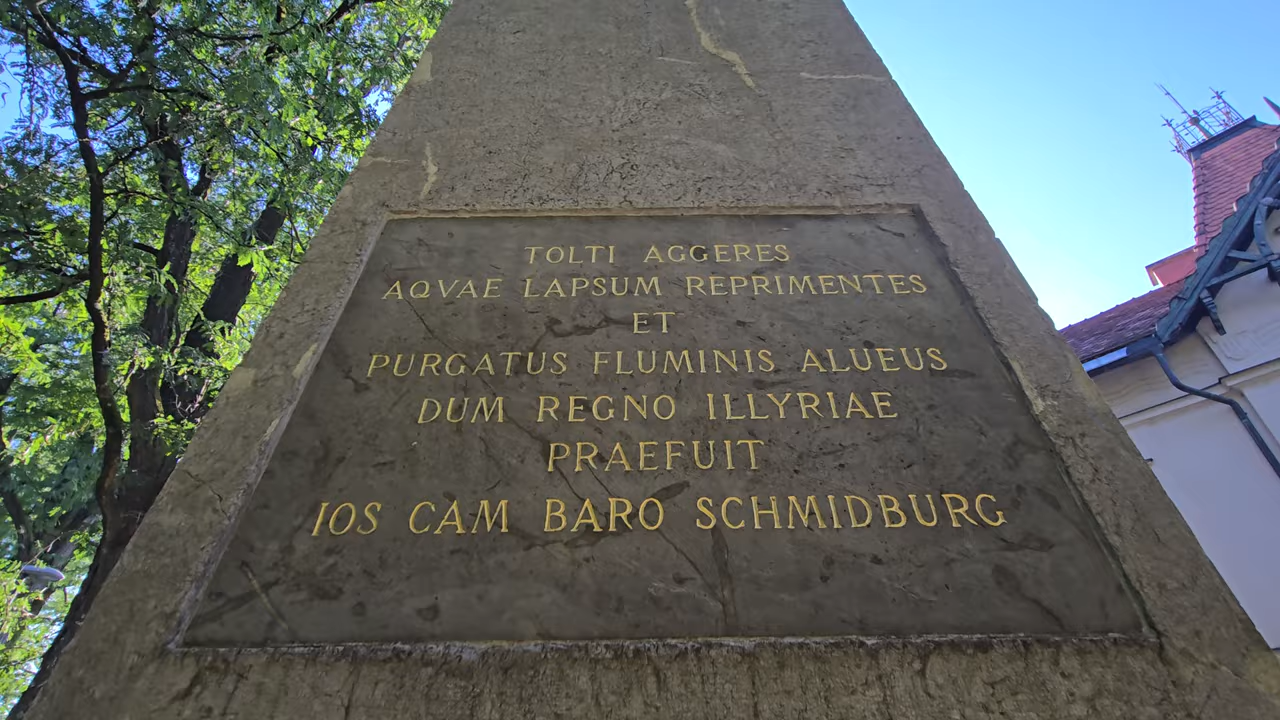 TOLTI AGGERES
AQVAE LAPSUM REPRIMENTES
ET
PURGATUS FLUMINIS ALUEUS
DUM REGNO ILLYRIAE
PRAEFUIT
IOS CAM BARO SCHMIDBURG